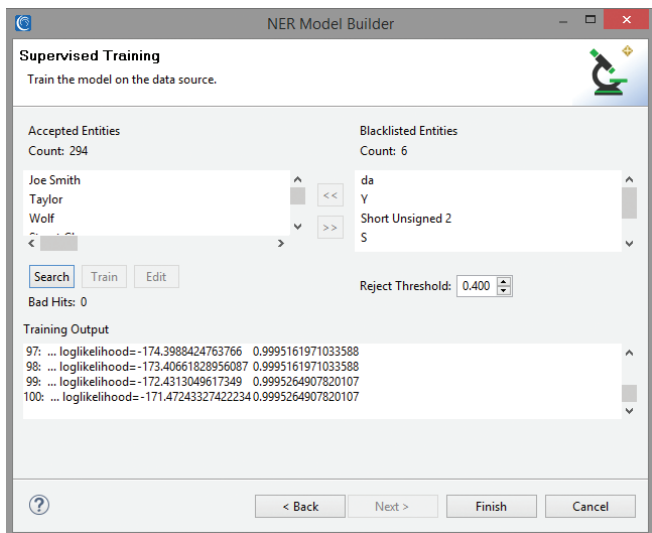 NER Model Builder
Supervised Training
Train the model on the data source.
Accepted Entities
Count: 294
Joe Smith
Taylor
Wolf
<<
>>
Blacklisted Entities
Count: 6
da
Y
Short Unsigned 2
S
Search Train Edit
Bad Hits: 0
Reject Threshold: 0.400
Training Output
97: ... loglikelihood=-174.3988424763766 0.9995161971033588
98: ... loglikelihood=-173.40661828956087 0.9995161971033588
99: ... loglikelihood=-172.4313049617349 0.9995264907820107
100: ... loglikelihood=-171.47243327422234 0.9995264907820107
?
< Back Next > Finish Cancel